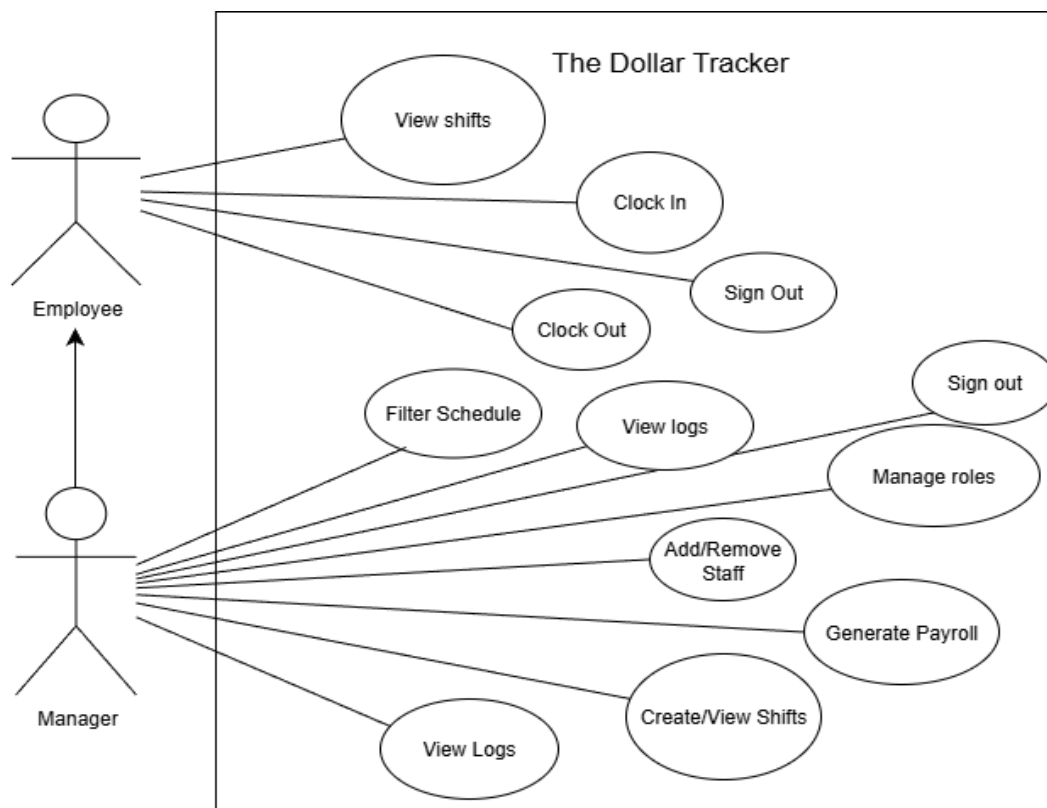 The Dollar Tracker
View shifts
Clock In
Sign Out
Employee
Clock Out
Sign out
Filter Schedule
View logs
Manage roles
Add/Remove
Staff
Generate Payroll
Manager
Create/View Shifts
View Logs